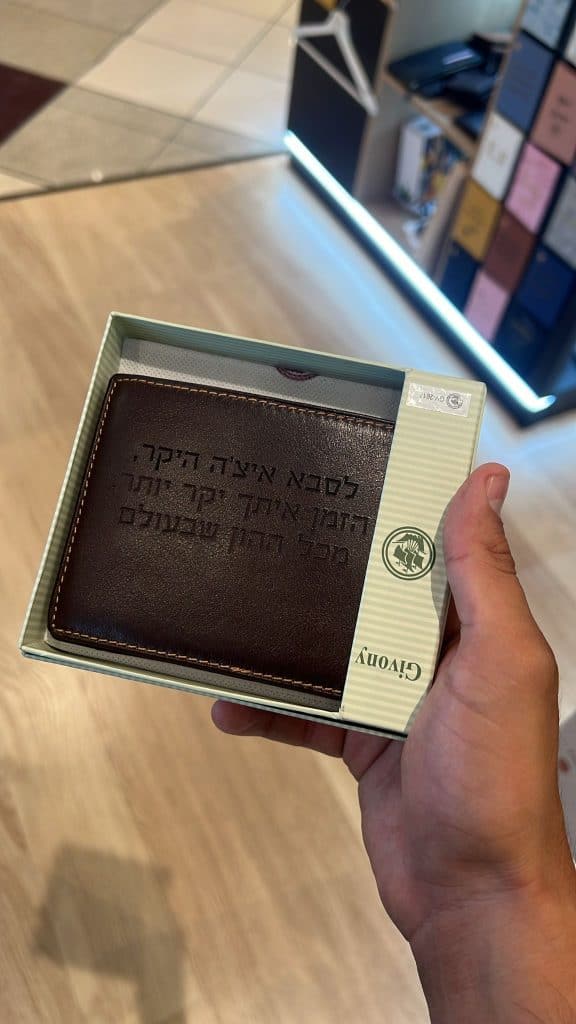 לסבא איצ'ה היקר,
הזמן איתך יקר יותר
מכל ההון שבעולם
Givony